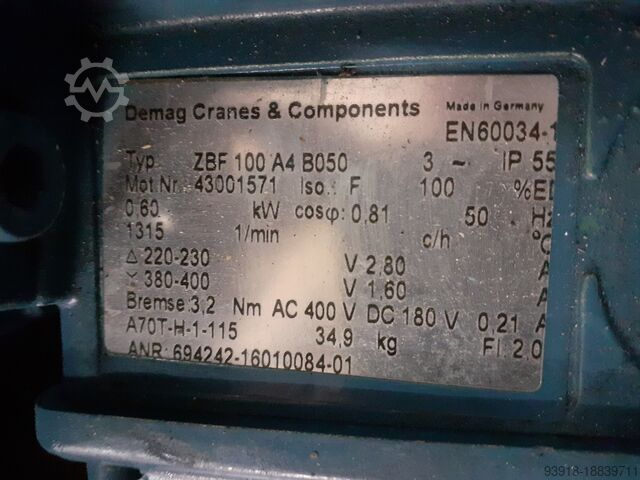 Demag Cranes & Components Made in Germany
EN60034-1
Typ ZBF 100 A4 B050 3 ~ IP 55
Mot Nr.: 43001571 Iso.: F 100 %ED
0,60 kW cosφ: 0,81 50 Hz
1315 1/min c/h °C
Δ 220-230 V 2,80 A
Y 380-400 V 1,60 A
Bremse: 3,2 Nm AC 400 V DC 180 V 0,21 A
A70T-H-1-115 34,9 kg Fl 2,0
ANR: 694242-16010084-01
93918-18839711